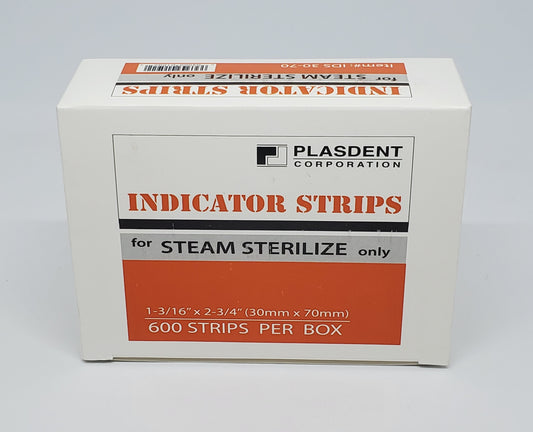 Item#: IDS 30-70
for STEAM STERILIZE only
INDICATOR STRIPS
PLASDENT
CORPORATION
INDICATOR STRIPS
for STEAM STERILIZE only
1-3/16" x 2-3/4" (30mm x 70mm)
600 STRIPS PER BOX